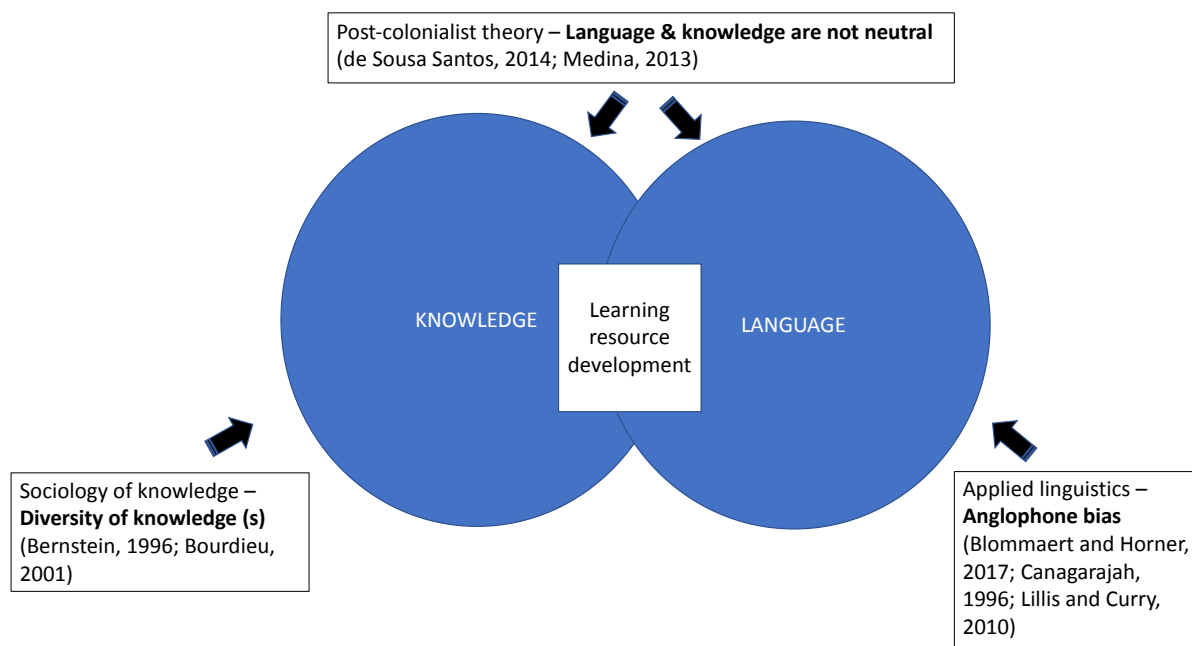 Post-colonialist theory – Language & knowledge are not neutral
(de Sousa Santos, 2014; Medina, 2013)
KNOWLEDGE
Learning
resource
development
LANGUAGE
Sociology of knowledge –
Diversity of knowledge (s)
(Bernstein, 1996; Bourdieu,
2001)
Applied linguistics –
Anglophone bias
(Blommaert and Horner,
2017; Canagarajah,
1996; Lillis and Curry,
2010)